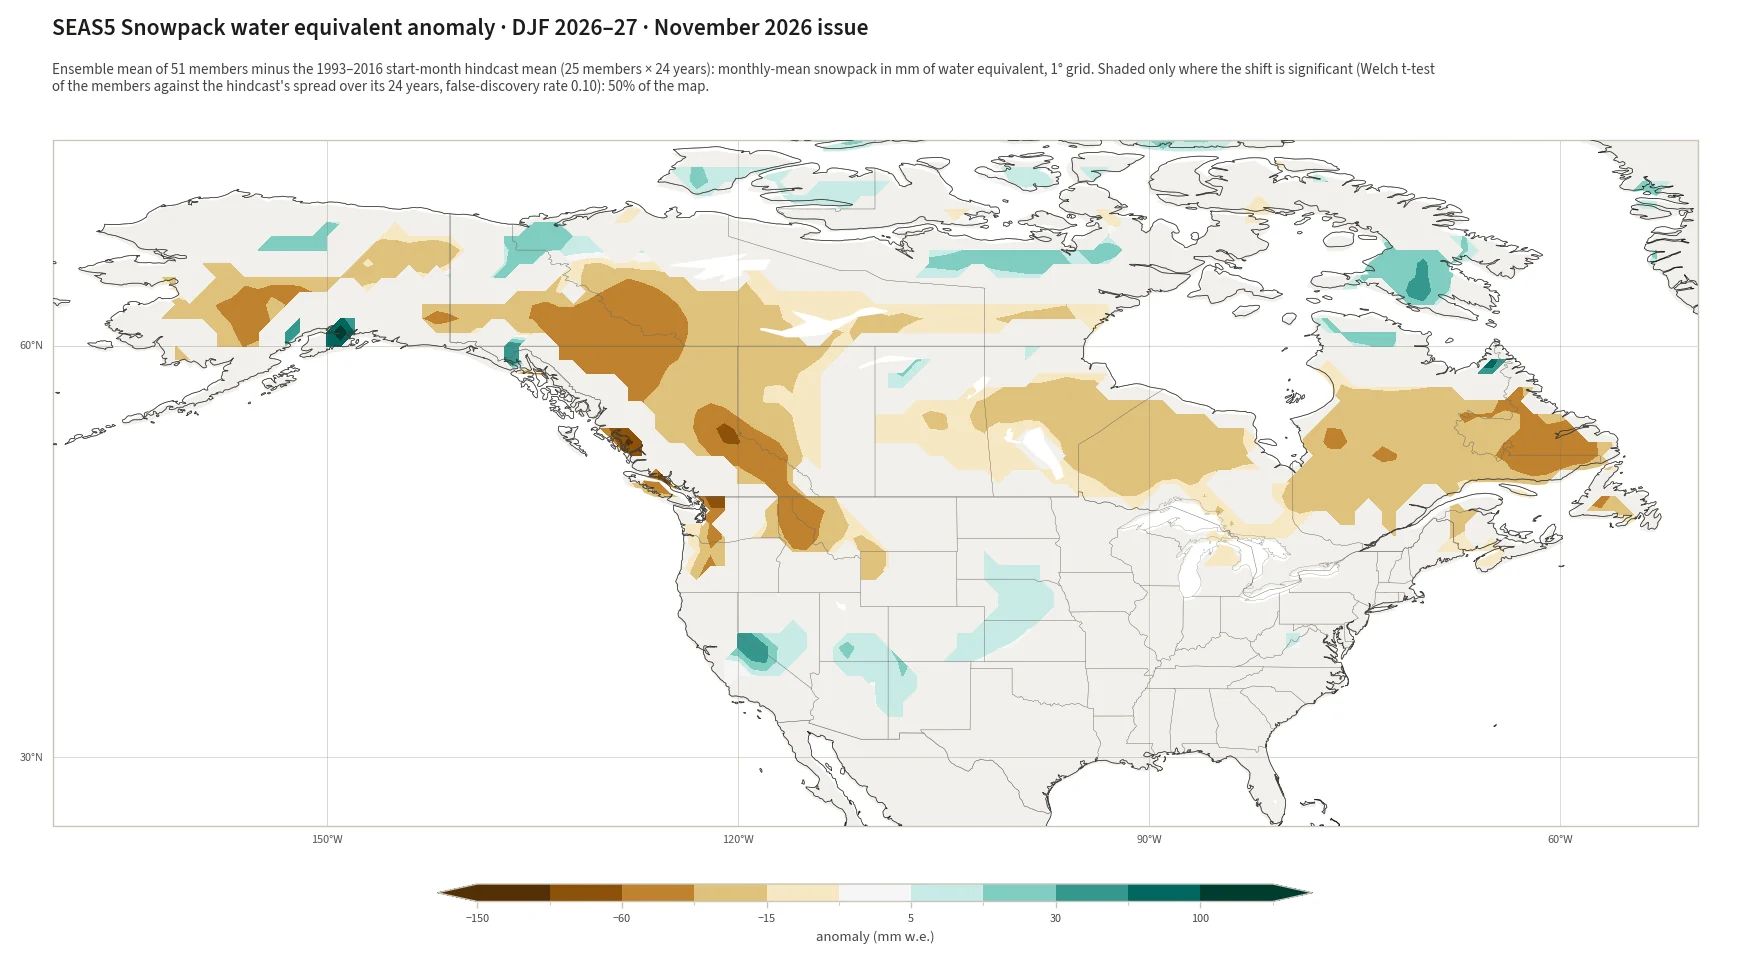 SEAS5 Snowpack water equivalent anomaly · DJF 2026–27 · November 2026 issue
Ensemble mean of 51 members minus the 1993–2016 start-month hindcast mean (25 members × 24 years): monthly-mean snowpack in mm of water equivalent, 1° grid. Shaded only where the shift is significant (Welch t-test
of the members against the hindcast's spread over its 24 years, false-discovery rate 0.10): 50% of the map.
60°N
30°N
150°W 120°W 90°W 60°W
−150 −60 −15 5 30 100
anomaly (mm w.e.)